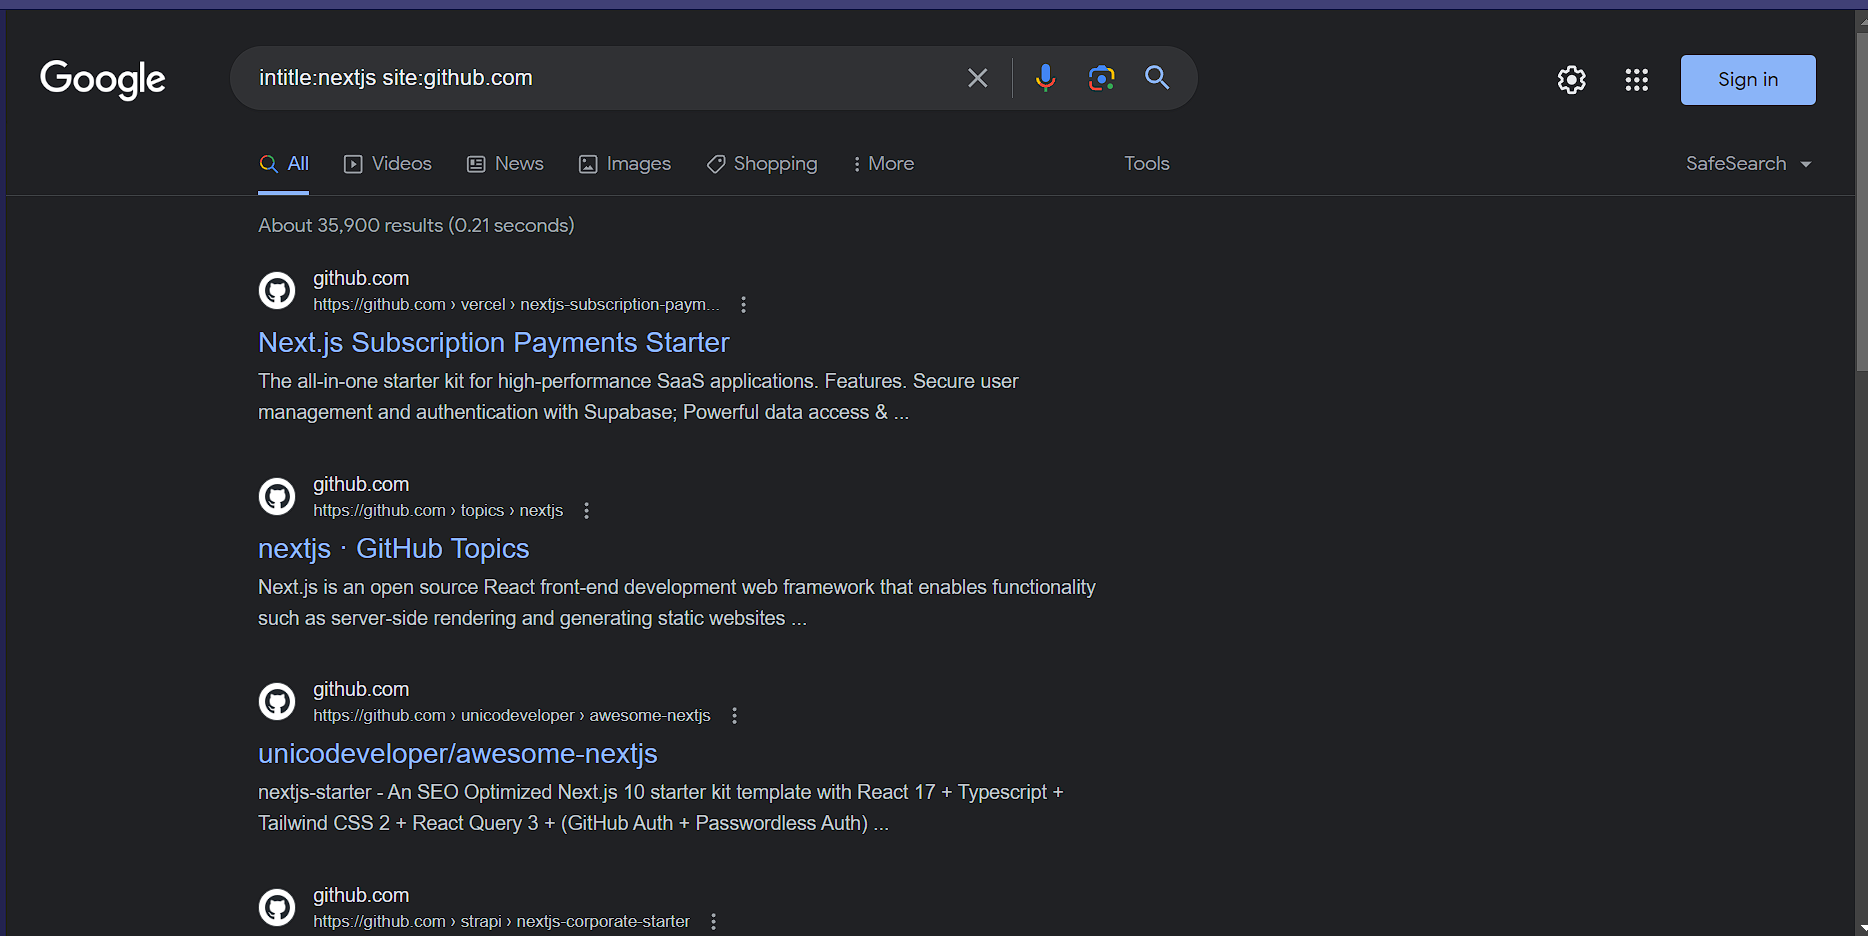 Google
intitle:nextjs site:github.com
Sign in
All
Videos
News
Images
Shopping
More
Tools
SafeSearch
About 35,900 results (0.21 seconds)
github.com
https://github.com › vercel › nextjs-subscription-paym...
Next.js Subscription Payments Starter
The all-in-one starter kit for high-performance SaaS applications. Features. Secure user
management and authentication with Supabase; Powerful data access & ...
github.com
https://github.com › topics › nextjs
nextjs · GitHub Topics
Next.js is an open source React front-end development web framework that enables functionality
such as server-side rendering and generating static websites ...
github.com
https://github.com › unicodeveloper › awesome-nextjs
unicodeveloper/awesome-nextjs
nextjs-starter - An SEO Optimized Next.js 10 starter kit template with React 17 + Typescript +
Tailwind CSS 2 + React Query 3 + (GitHub Auth + Passwordless Auth) ...
github.com
https://github.com › strapi › nextjs-corporate-starter